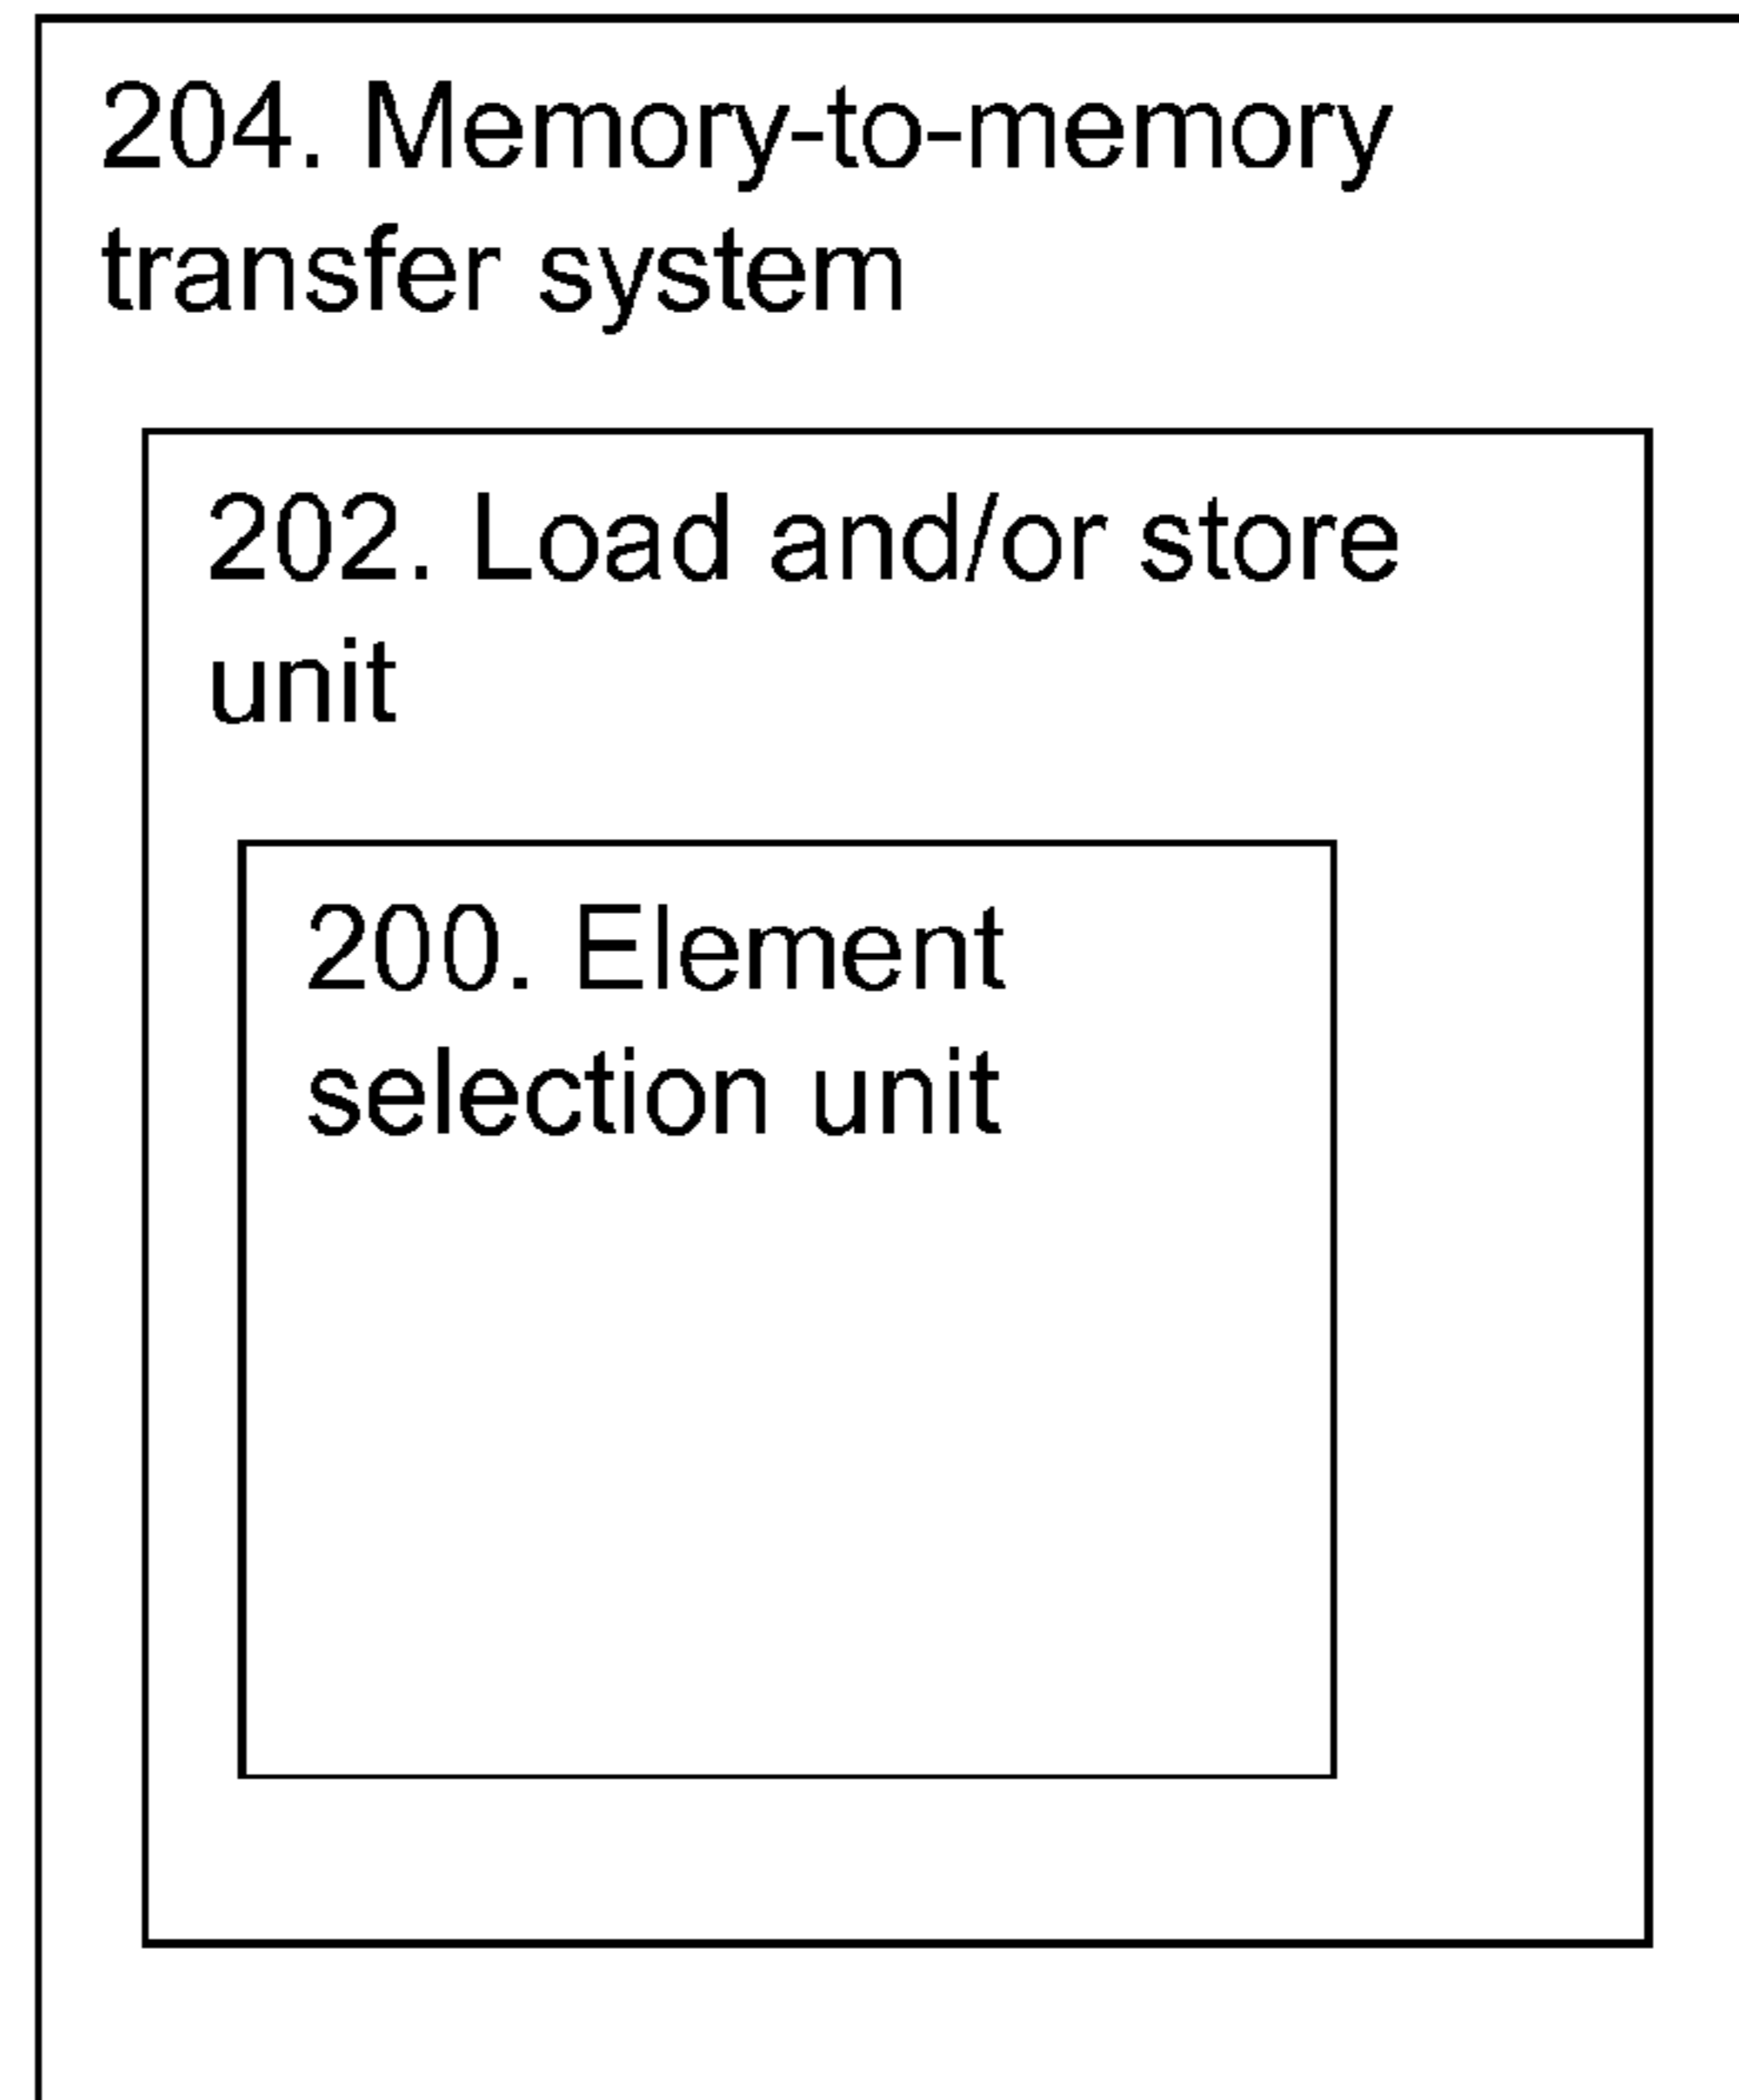 204. Memory-to-memory
transfer system
202. Load and/or store
unit
200. Element
selection unit